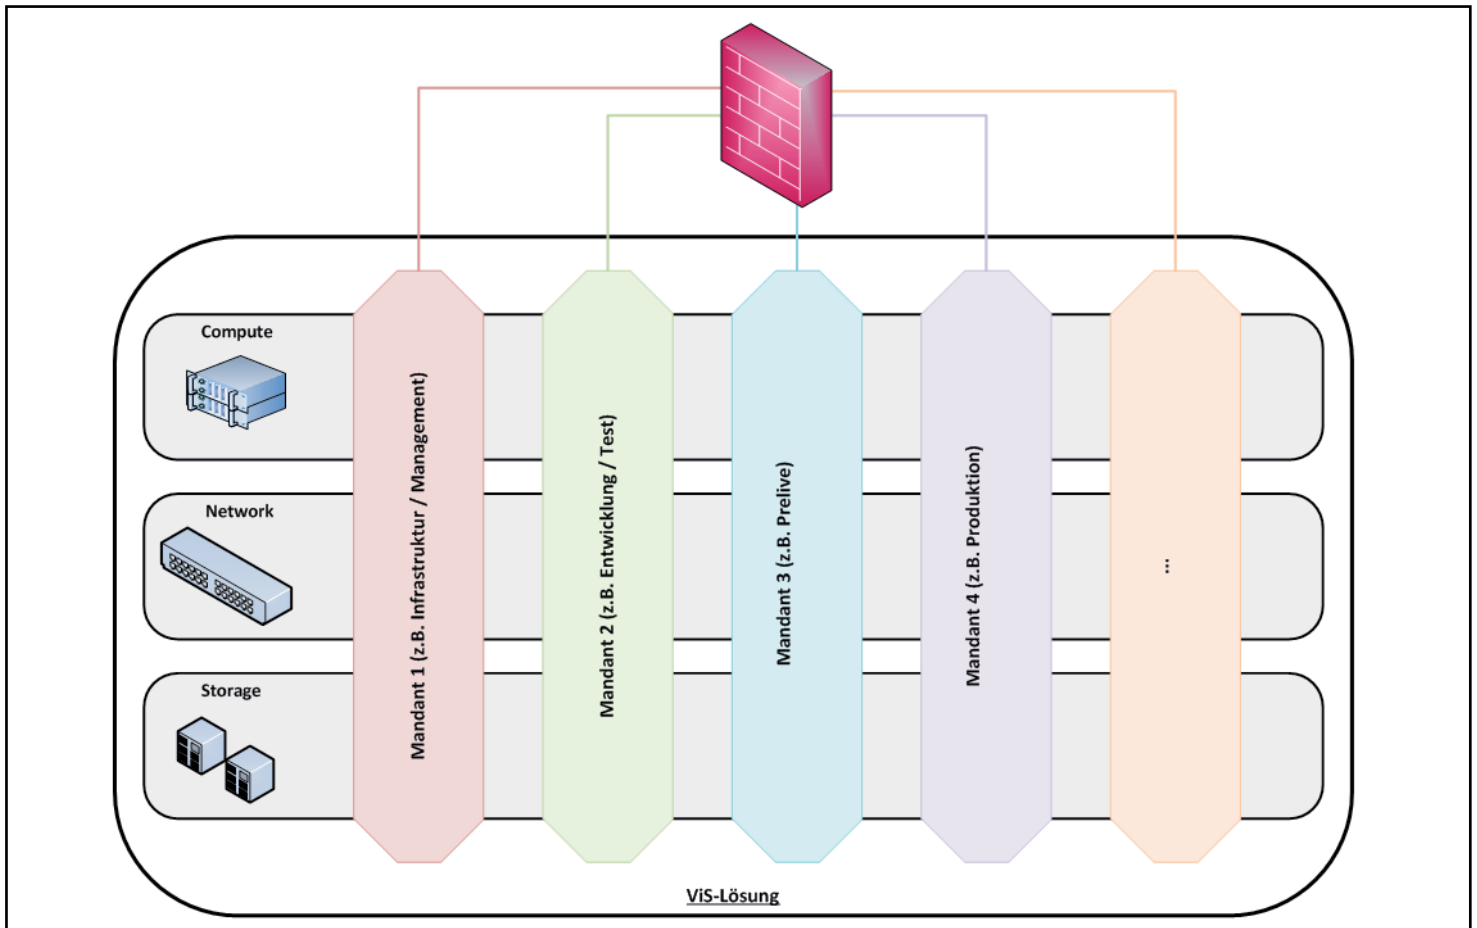 Compute
Network
Storage
Mandant 1 (z.B. Infrastruktur / Management)
Mandant 2 (z.B. Entwicklung / Test)
Mandant 3 (z.B. Prelive)
Mandant 4 (z.B. Produktion)
...
ViS-Lösung